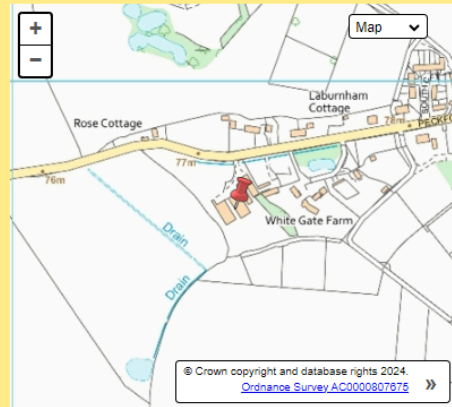 +
−
Map
Laburnham
Cottage
Rose Cottage
78m
77m
76m
White Gate Farm
Drain
Drain
© Crown copyright and database rights 2024.
Ordnance Survey AC0000807675
»